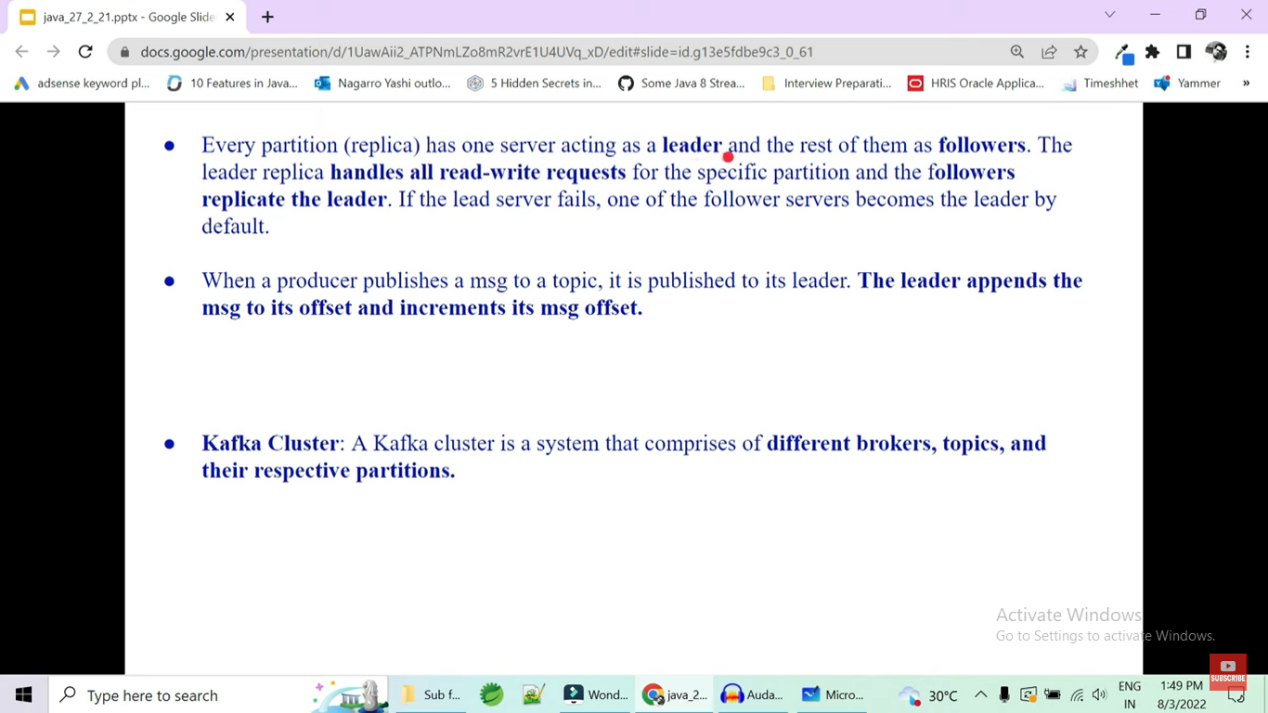 java_27_2_21.pptx - Google Slide
docs.google.com/presentation/d/1UawAii2_ATPNmLZo8mR2vrE1U4UVq_xD/edit#slide=id.g13e5fdbe9c3_0_61
adsense keyword pl... 10 Features in Java... Nagarro Yashi outlo... 5 Hidden Secrets in... Some Java 8 Strea... Interview Preparati... HRIS Oracle Applica... Timeshhet Yammer »
● Every partition (replica) has one server acting as a leader and the rest of them as followers. The
leader replica handles all read-write requests for the specific partition and the followers
replicate the leader. If the lead server fails, one of the follower servers becomes the leader by
default.
● When a producer publishes a msg to a topic, it is published to its leader. The leader appends the
msg to its offset and increments its msg offset.
● Kafka Cluster: A Kafka cluster is a system that comprises of different brokers, topics, and
their respective partitions.
Activate Windows
Go to Settings to activate Windows.
SUBSCRIBE
Type here to search Sub f... Wond... java_2... Auda... Micro... 30°C ENG 1:49 PM
IN 8/3/2022